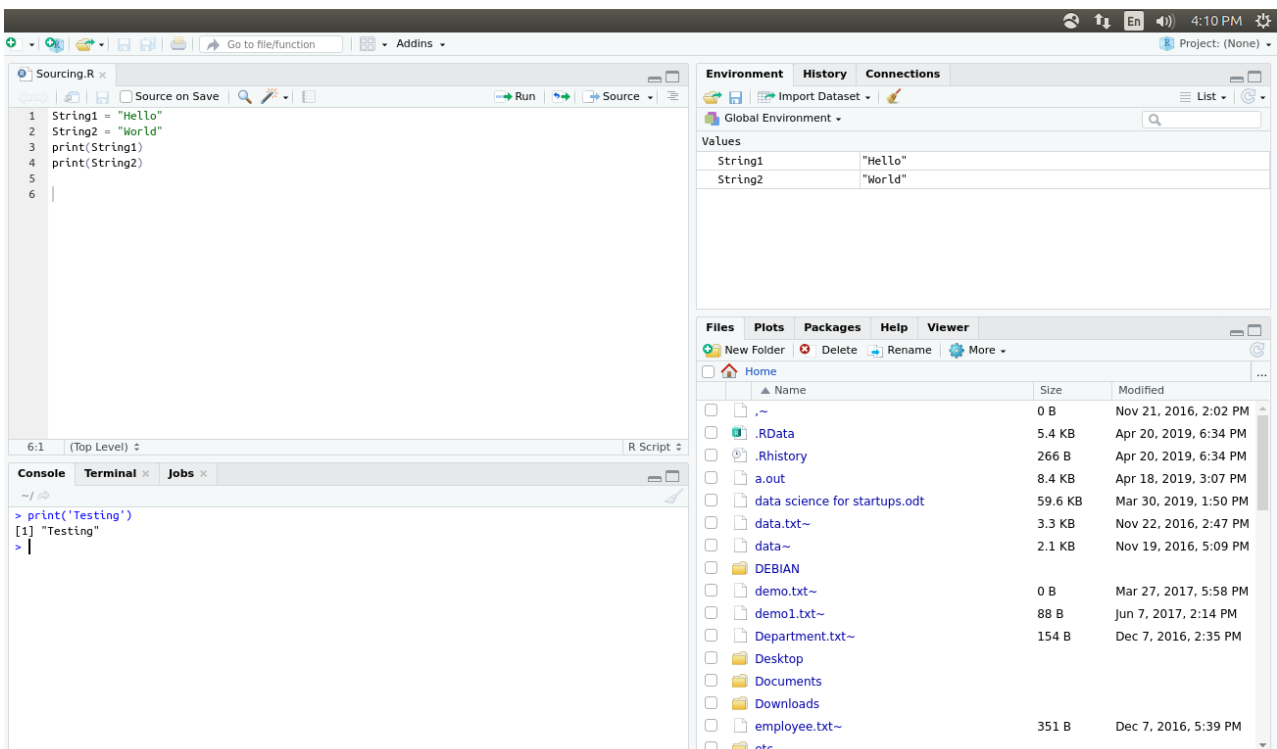 En 4:10 PM
Go to file/function Addins Project: (None)
Sourcing.R
Source on Save Run Source
1 String1 = "Hello"
2 String2 = "World"
3 print(String1)
4 print(String2)
5
6
6:1 (Top Level) R Script
Console Terminal Jobs
~/
> print('Testing')
[1] "Testing"
>
Environment History Connections
Import Dataset List
Global Environment
Values
String1 "Hello"
String2 "World"
Files Plots Packages Help Viewer
New Folder Delete Rename More
Home ...
Name Size Modified
,~ 0 B Nov 21, 2016, 2:02 PM
.RData 5.4 KB Apr 20, 2019, 6:34 PM
.Rhistory 266 B Apr 20, 2019, 6:34 PM
a.out 8.4 KB Apr 18, 2019, 3:07 PM
data science for startups.odt 59.6 KB Mar 30, 2019, 1:50 PM
data.txt~ 3.3 KB Nov 22, 2016, 2:47 PM
data~ 2.1 KB Nov 19, 2016, 5:09 PM
DEBIAN
demo.txt~ 0 B Mar 27, 2017, 5:58 PM
demo1.txt~ 88 B Jun 7, 2017, 2:14 PM
Department.txt~ 154 B Dec 7, 2016, 2:35 PM
Desktop
Documents
Downloads
employee.txt~ 351 B Dec 7, 2016, 5:39 PM
etc